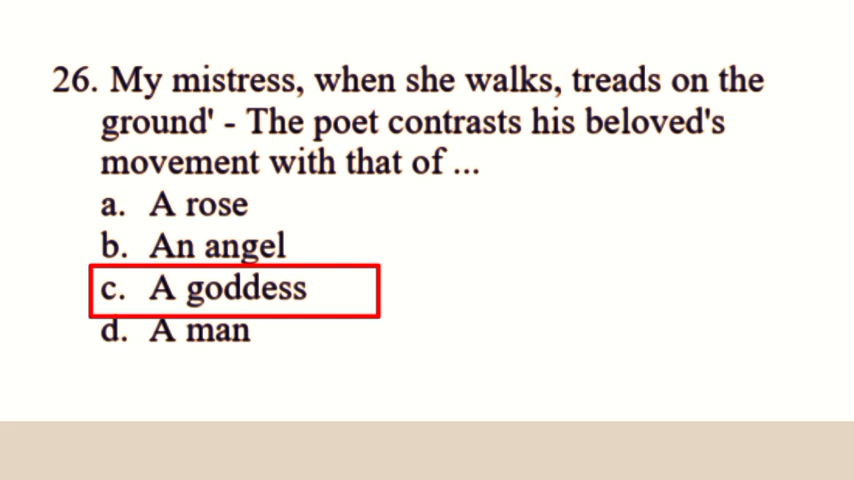 26. My mistress, when she walks, treads on the
ground' - The poet contrasts his beloved's
movement with that of ...
a. A rose
b. An angel
c. A goddess
d. A man